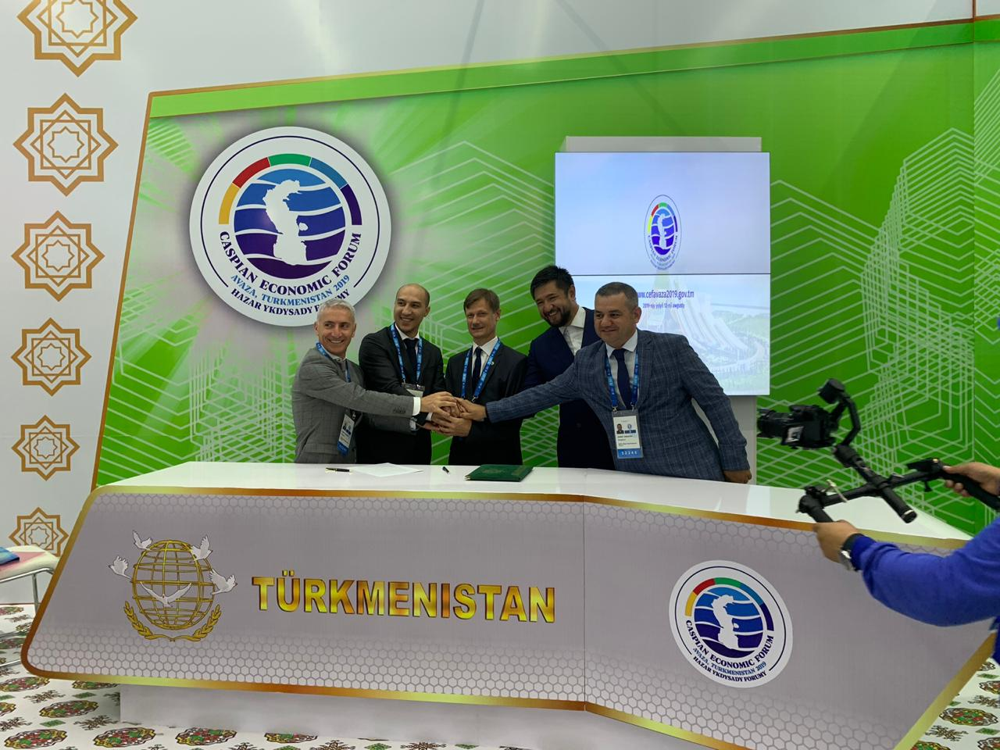 CASPIAN ECONOMIC FORUM
AVAZA, TURKMENISTAN 2019
HAZAR YKDYSADY FORUMY
www.cefavaza2019.gov.tm
TÜRKMENISTAN
CASPIAN ECONOMIC FORUM
AVAZA, TURKMENISTAN 2019
HAZAR YKDYSADY FORUMY